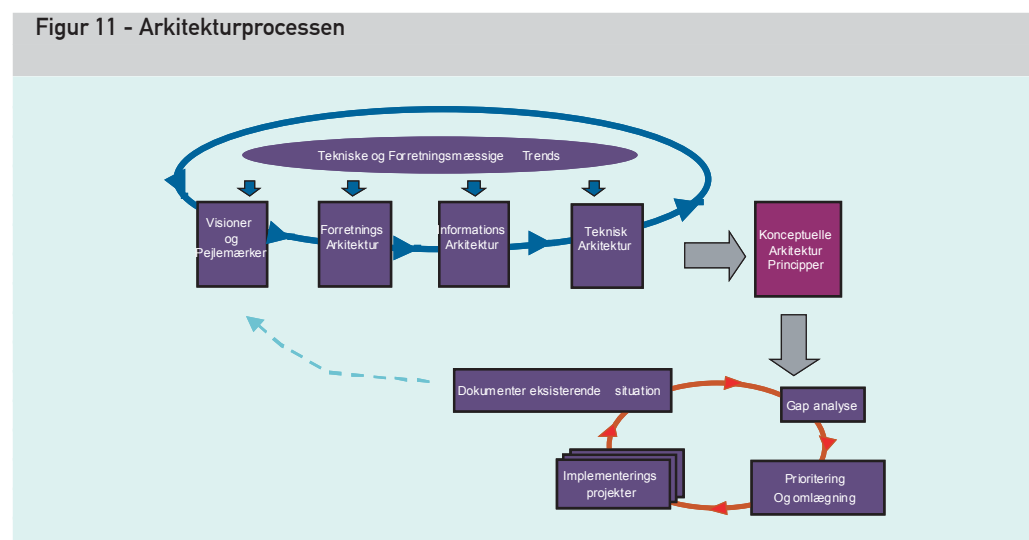 Figur 11 - Arkitekturprocessen
Tekniske og Forretningsmæssige Trends
Visioner
og
Pejlemærker
Forretnings
Arkitektur
Informations
Arkitektur
Teknisk
Arkitektur
Konceptuelle
Arkitektur
Principper
Dokumenter eksisterende situation
Gap analyse
Implementerings
projekter
Prioritering
Og omlægning